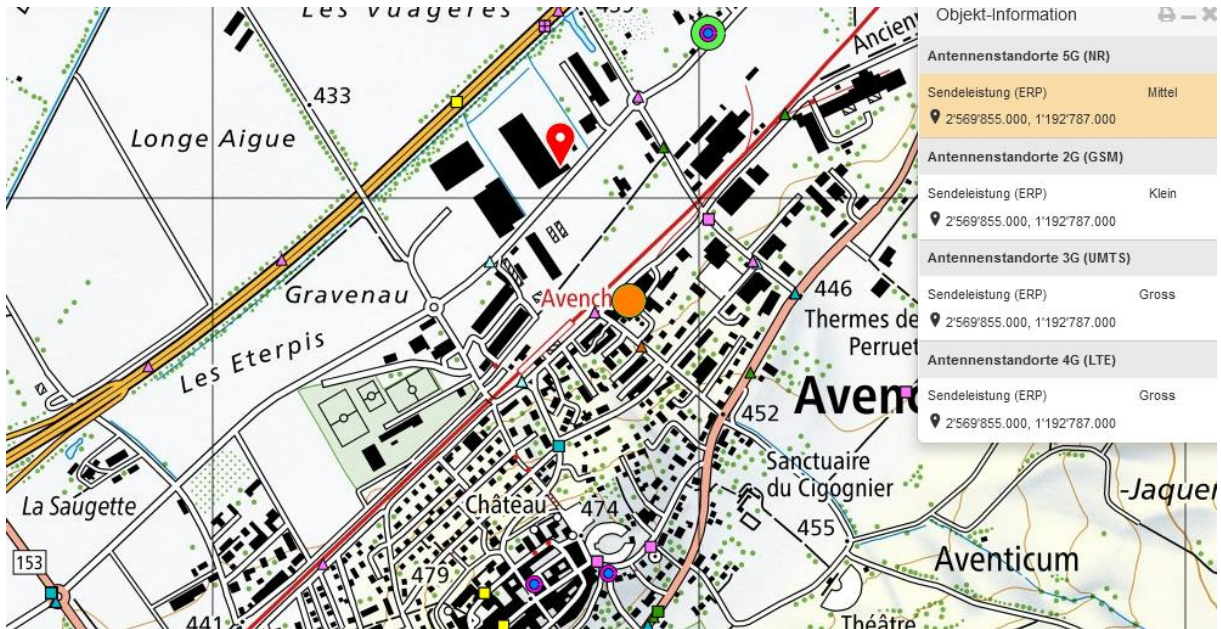 Les Vuagères
433
Longe Aigue
Gravenau
Les Eterpis
La Saugette
153
441
479
Château
474
Avench
446
Thermes de
Perruet
Aven
452
Sanctuaire
du Cigognier
455
-Jaquer
Aventicum
Théâtre
Ancien
Objekt-Information
Antennenstandorte 5G (NR)
Sendeleistung (ERP) Mittel
2'569'855.000, 1'192'787.000
Antennenstandorte 2G (GSM)
Sendeleistung (ERP) Klein
2'569'855.000, 1'192'787.000
Antennenstandorte 3G (UMTS)
Sendeleistung (ERP) Gross
2'569'855.000, 1'192'787.000
Antennenstandorte 4G (LTE)
Sendeleistung (ERP) Gross
2'569'855.000, 1'192'787.000